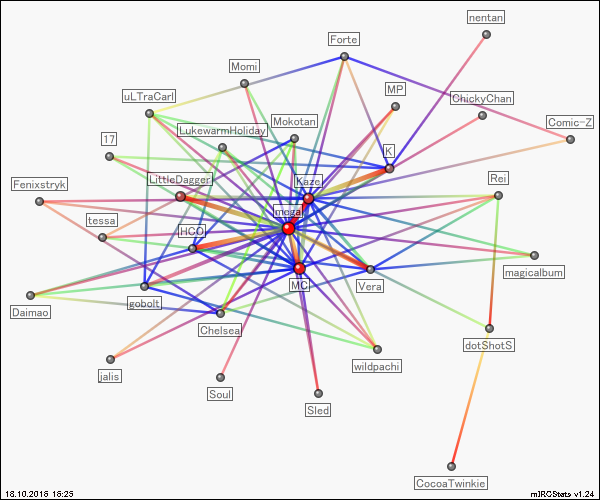 nentan
Forte
Momi
MP
uLTraCarl
ChickyChan
Mokotan
LukewarmHoliday
Comic-Z
17
K
LittleDagger
Kaze
Rei
Fenixstryk
mogal
tessa
HCO
MC
Vera
magicalbum
Daimao
gobolt
Chelsea
dotShotS
wildpachi
jalis
Soul
Sled
CocoaTwinkie
18.10.2016 16:25
mIRCStats v1.24